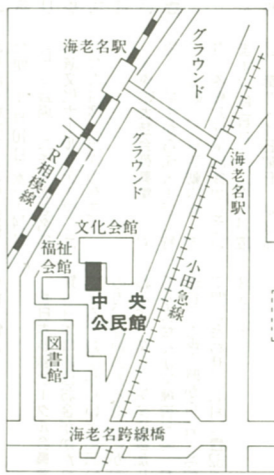 海老名駅
グラウンド
JR相模線
グラウンド
海老名駅
文化会館
福祉
会館
中央
公民館
小田急線
図書館
海老名跨線橋